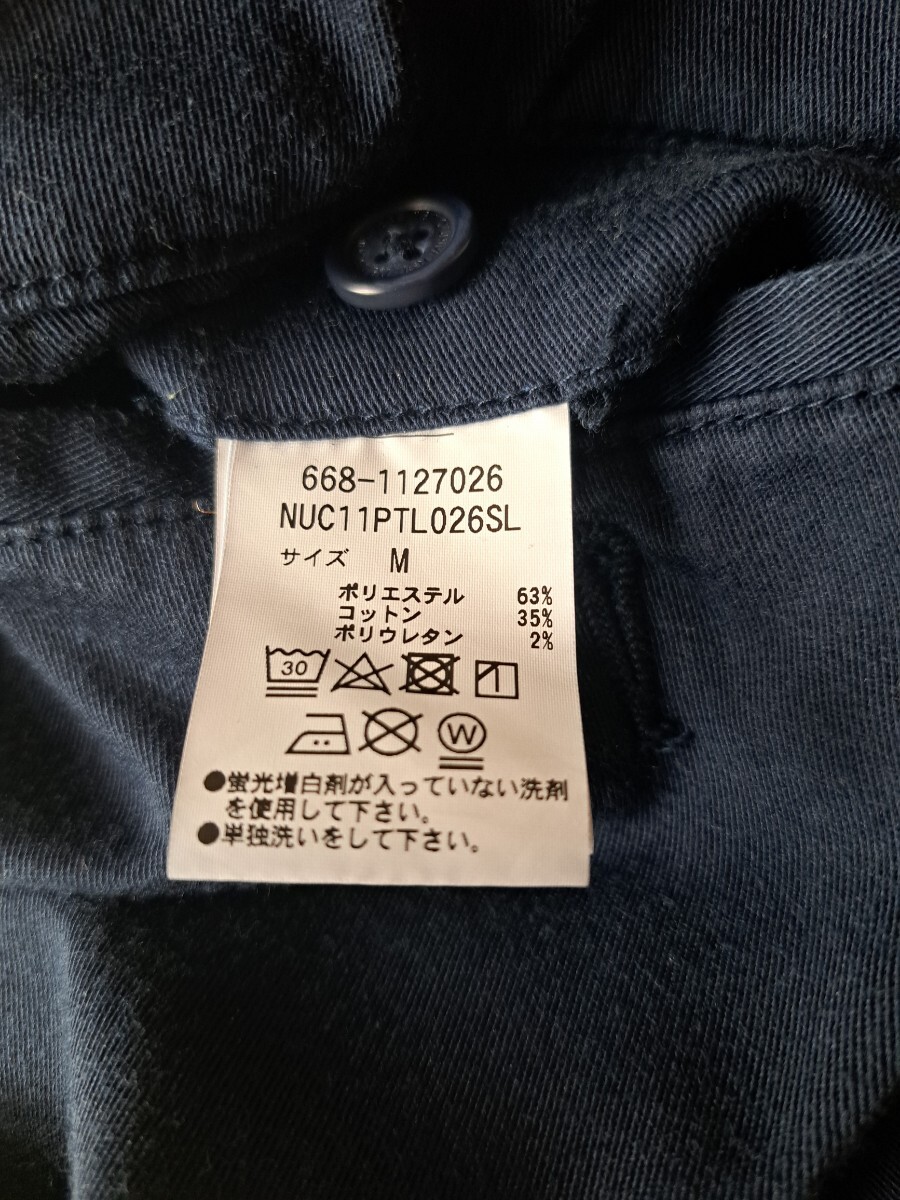 668-1127026
NUC11PTL026SL
サイズ M
ポリエステル 63%
コットン 35%
ポリウレタン 2%
30
W
●蛍光増白剤が入っていない洗剤
を使用して下さい。
●単独洗いをして下さい。